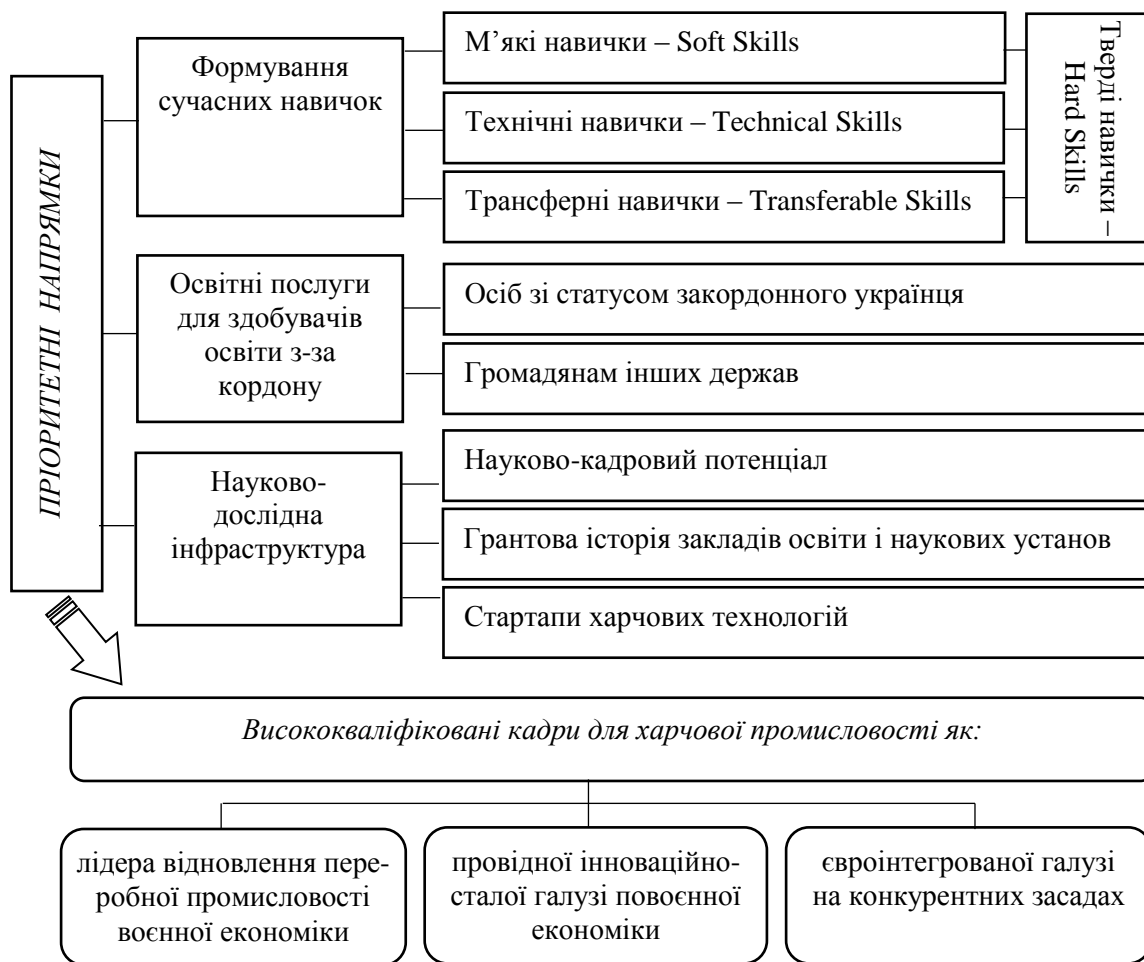 ПРІОРИТЕТНІ НАПРЯМКИ
Формування
сучасних навичок
М’які навички – Soft Skills
Технічні навички – Technical Skills
Трансферні навички – Transferable Skills
Тверді навички –
Hard Skills
Освітні послуги
для здобувачів
освіти з-за
кордону
Осіб зі статусом закордонного українця
Громадянам інших держав
Науково-
дослідна
інфраструктура
Науково-кадровий потенціал
Грантова історія закладів освіти і наукових установ
Стартапи харчових технологій
Висококваліфіковані кадри для харчової промисловості як:
лідера відновлення пере-
робної промисловості
воєнної економіки
провідної інноваційно-
сталої галузі повоєнної
економіки
євроінтегрованої галузі
на конкурентних засадах